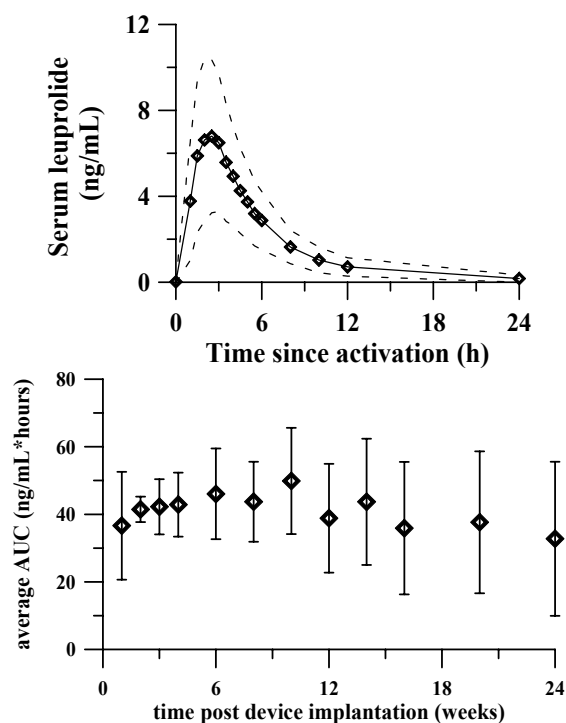 12
8
4
0
Serum leuprolide
(ng/mL)
0 6 12 18 24
Time since activation (h)
80
60
40
20
0
average AUC (ng/mL*hours)
0 6 12 18 24
time post device implantation (weeks)